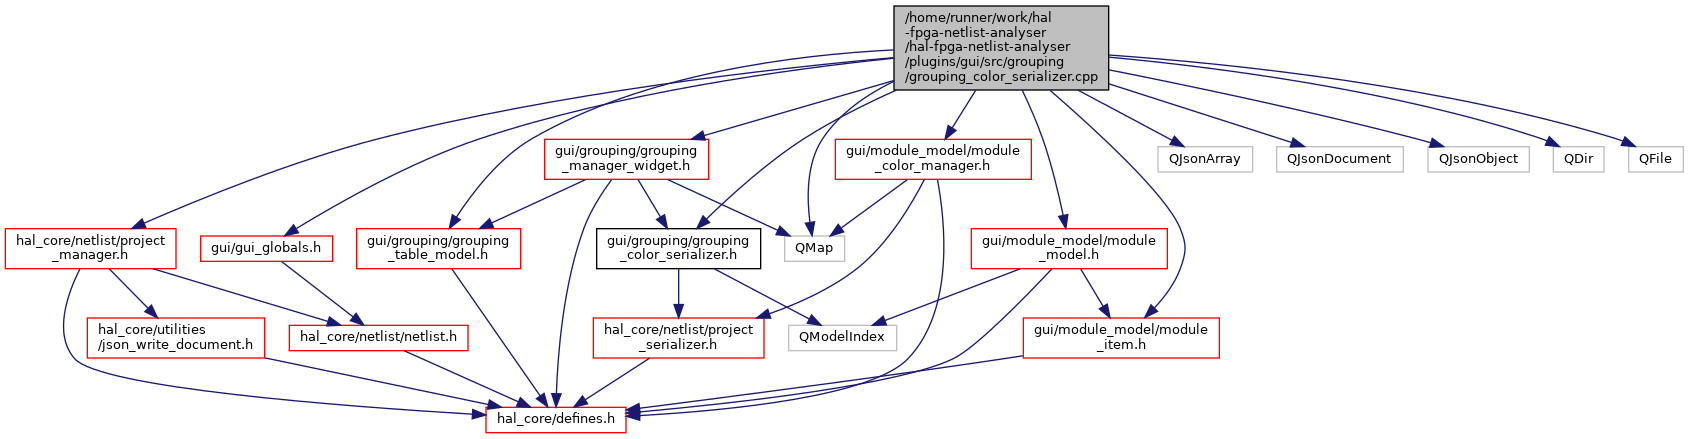 /home/runner/work/hal
-fpga-netlist-analyser
/hal-fpga-netlist-analyser
/plugins/gui/src/grouping
/grouping_color_serializer.cpp
gui/grouping/grouping
_manager_widget.h
gui/module_model/module
_color_manager.h
QJsonArray
QJsonDocument
QJsonObject
QDir
QFile
hal_core/netlist/project
_manager.h
gui/gui_globals.h
gui/grouping/grouping
_table_model.h
gui/grouping/grouping
_color_serializer.h
QMap
gui/module_model/module
_model.h
hal_core/utilities
/json_write_document.h
hal_core/netlist/netlist.h
hal_core/netlist/project
_serializer.h
QModelIndex
gui/module_model/module
_item.h
hal_core/defines.h